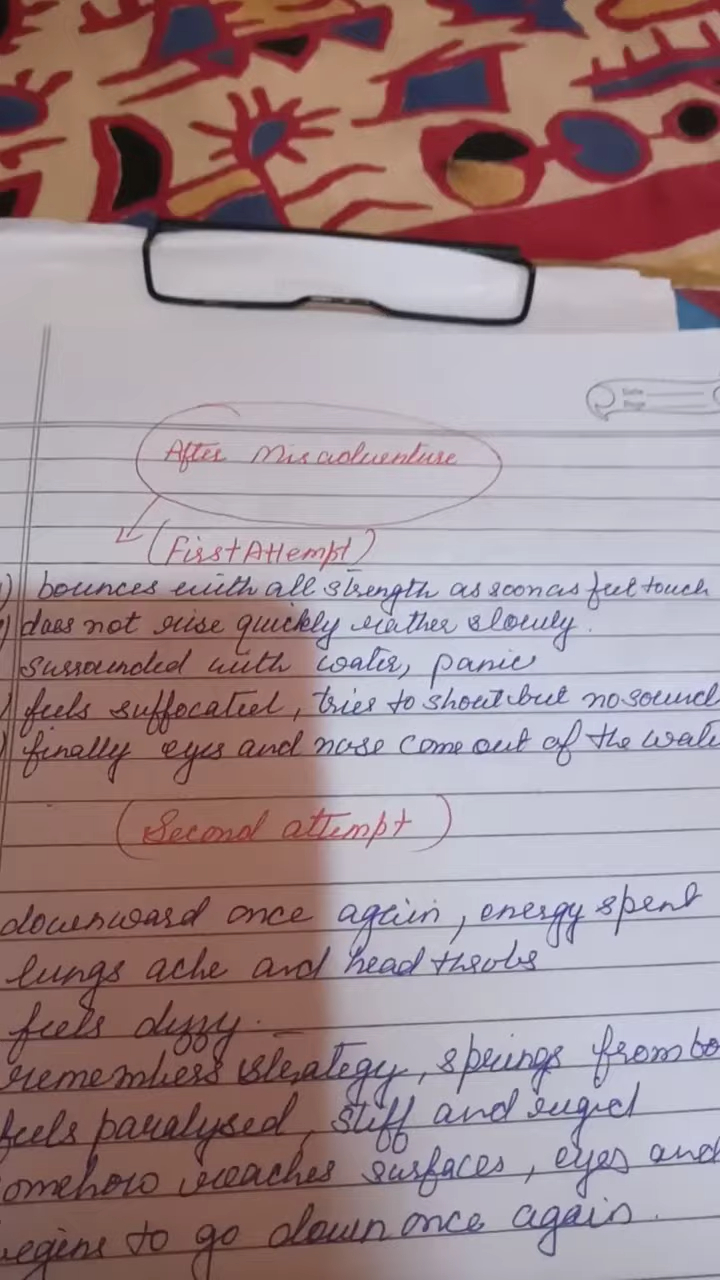 After Misadventure
(First Attempt)
) bounces with all strength as soon as feet touch
) does not rise quickly rather slowly.
surrounded with water, panic
) feels suffocated, tries to shout but no sound
) finally eyes and nose come out of the wate
(Second attempt)
downward once again, energy spent
lungs ache and head throbs
feels dizzy.
remembers strategy, springs from bo
feels paralysed, stiff and rigid
omehow reaches surfaces, eyes and
egins to go down once again.